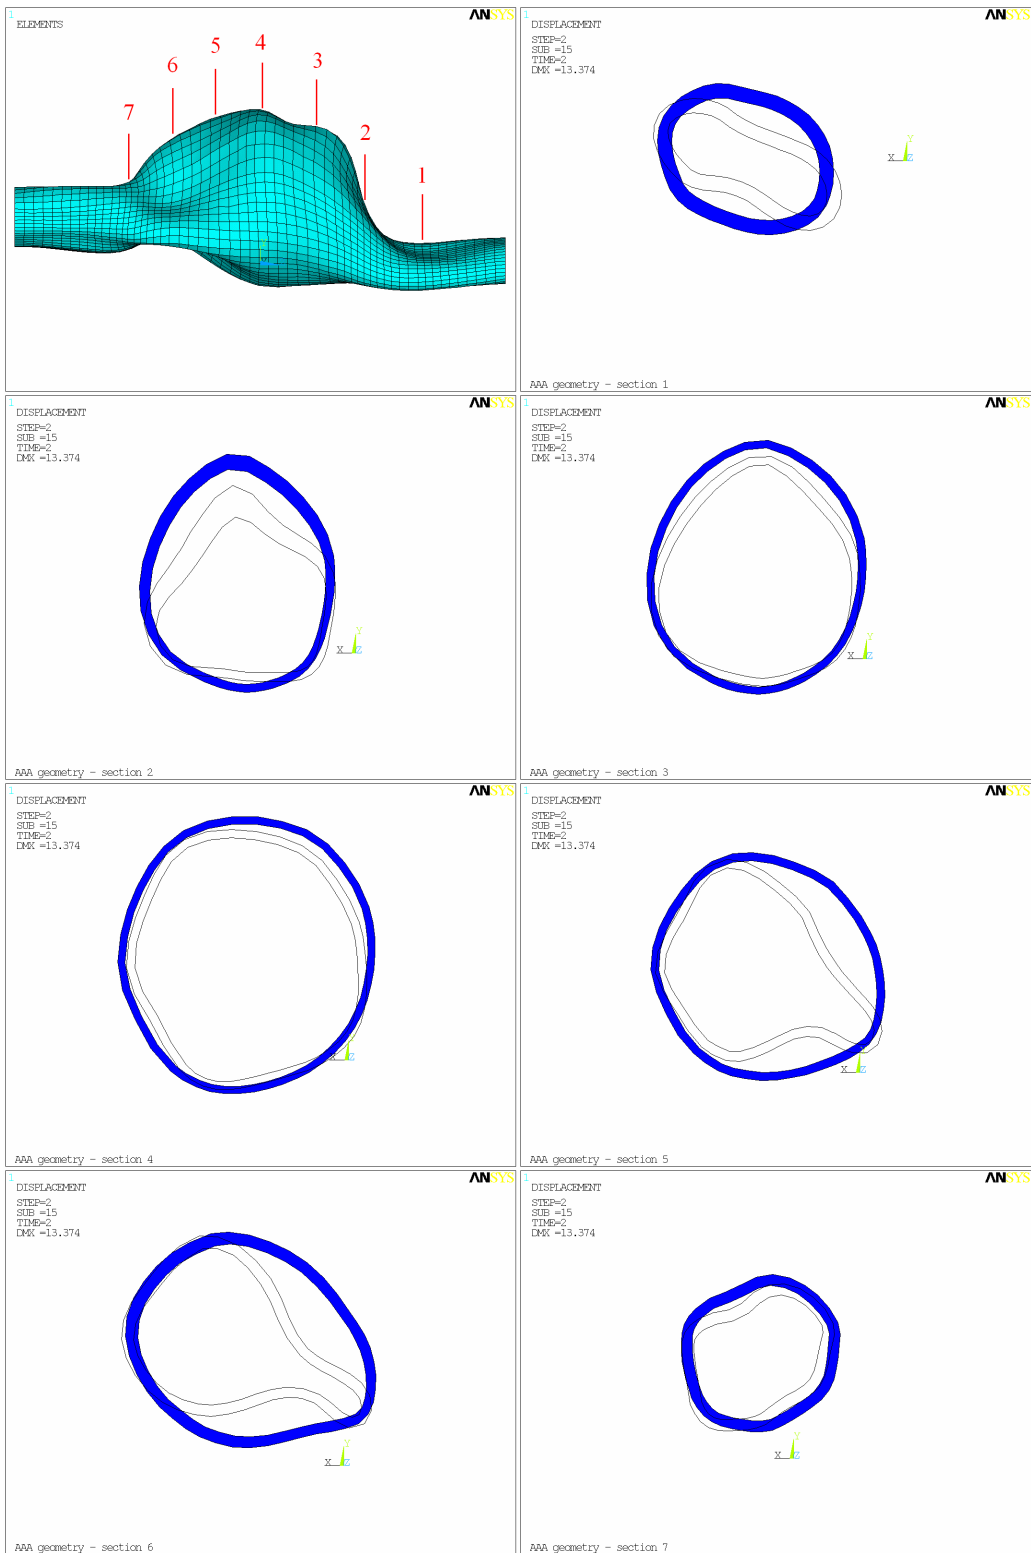 1
ANSYS
ELEMENTS
7
6
5
4
3
2
1
1
ANSYS
DISPLACEMENT
STEP=2
SUB =15
TIME=2
DMX =13.374
Y
X Z
AAA geometry - section 1
1
ANSYS
DISPLACEMENT
STEP=2
SUB =15
TIME=2
DMX =13.374
Y
X Z
AAA geometry - section 2
1
ANSYS
DISPLACEMENT
STEP=2
SUB =15
TIME=2
DMX =13.374
Y
X Z
AAA geometry - section 3
1
ANSYS
DISPLACEMENT
STEP=2
SUB =15
TIME=2
DMX =13.374
X Z
AAA geometry - section 4
1
ANSYS
DISPLACEMENT
STEP=2
SUB =15
TIME=2
DMX =13.374
X Z
AAA geometry - section 5
1
ANSYS
DISPLACEMENT
STEP=2
SUB =15
TIME=2
DMX =13.374
Y
X Z
AAA geometry - section 6
1
ANSYS
DISPLACEMENT
STEP=2
SUB =15
TIME=2
DMX =13.374
Y
X Z
AAA geometry - section 7